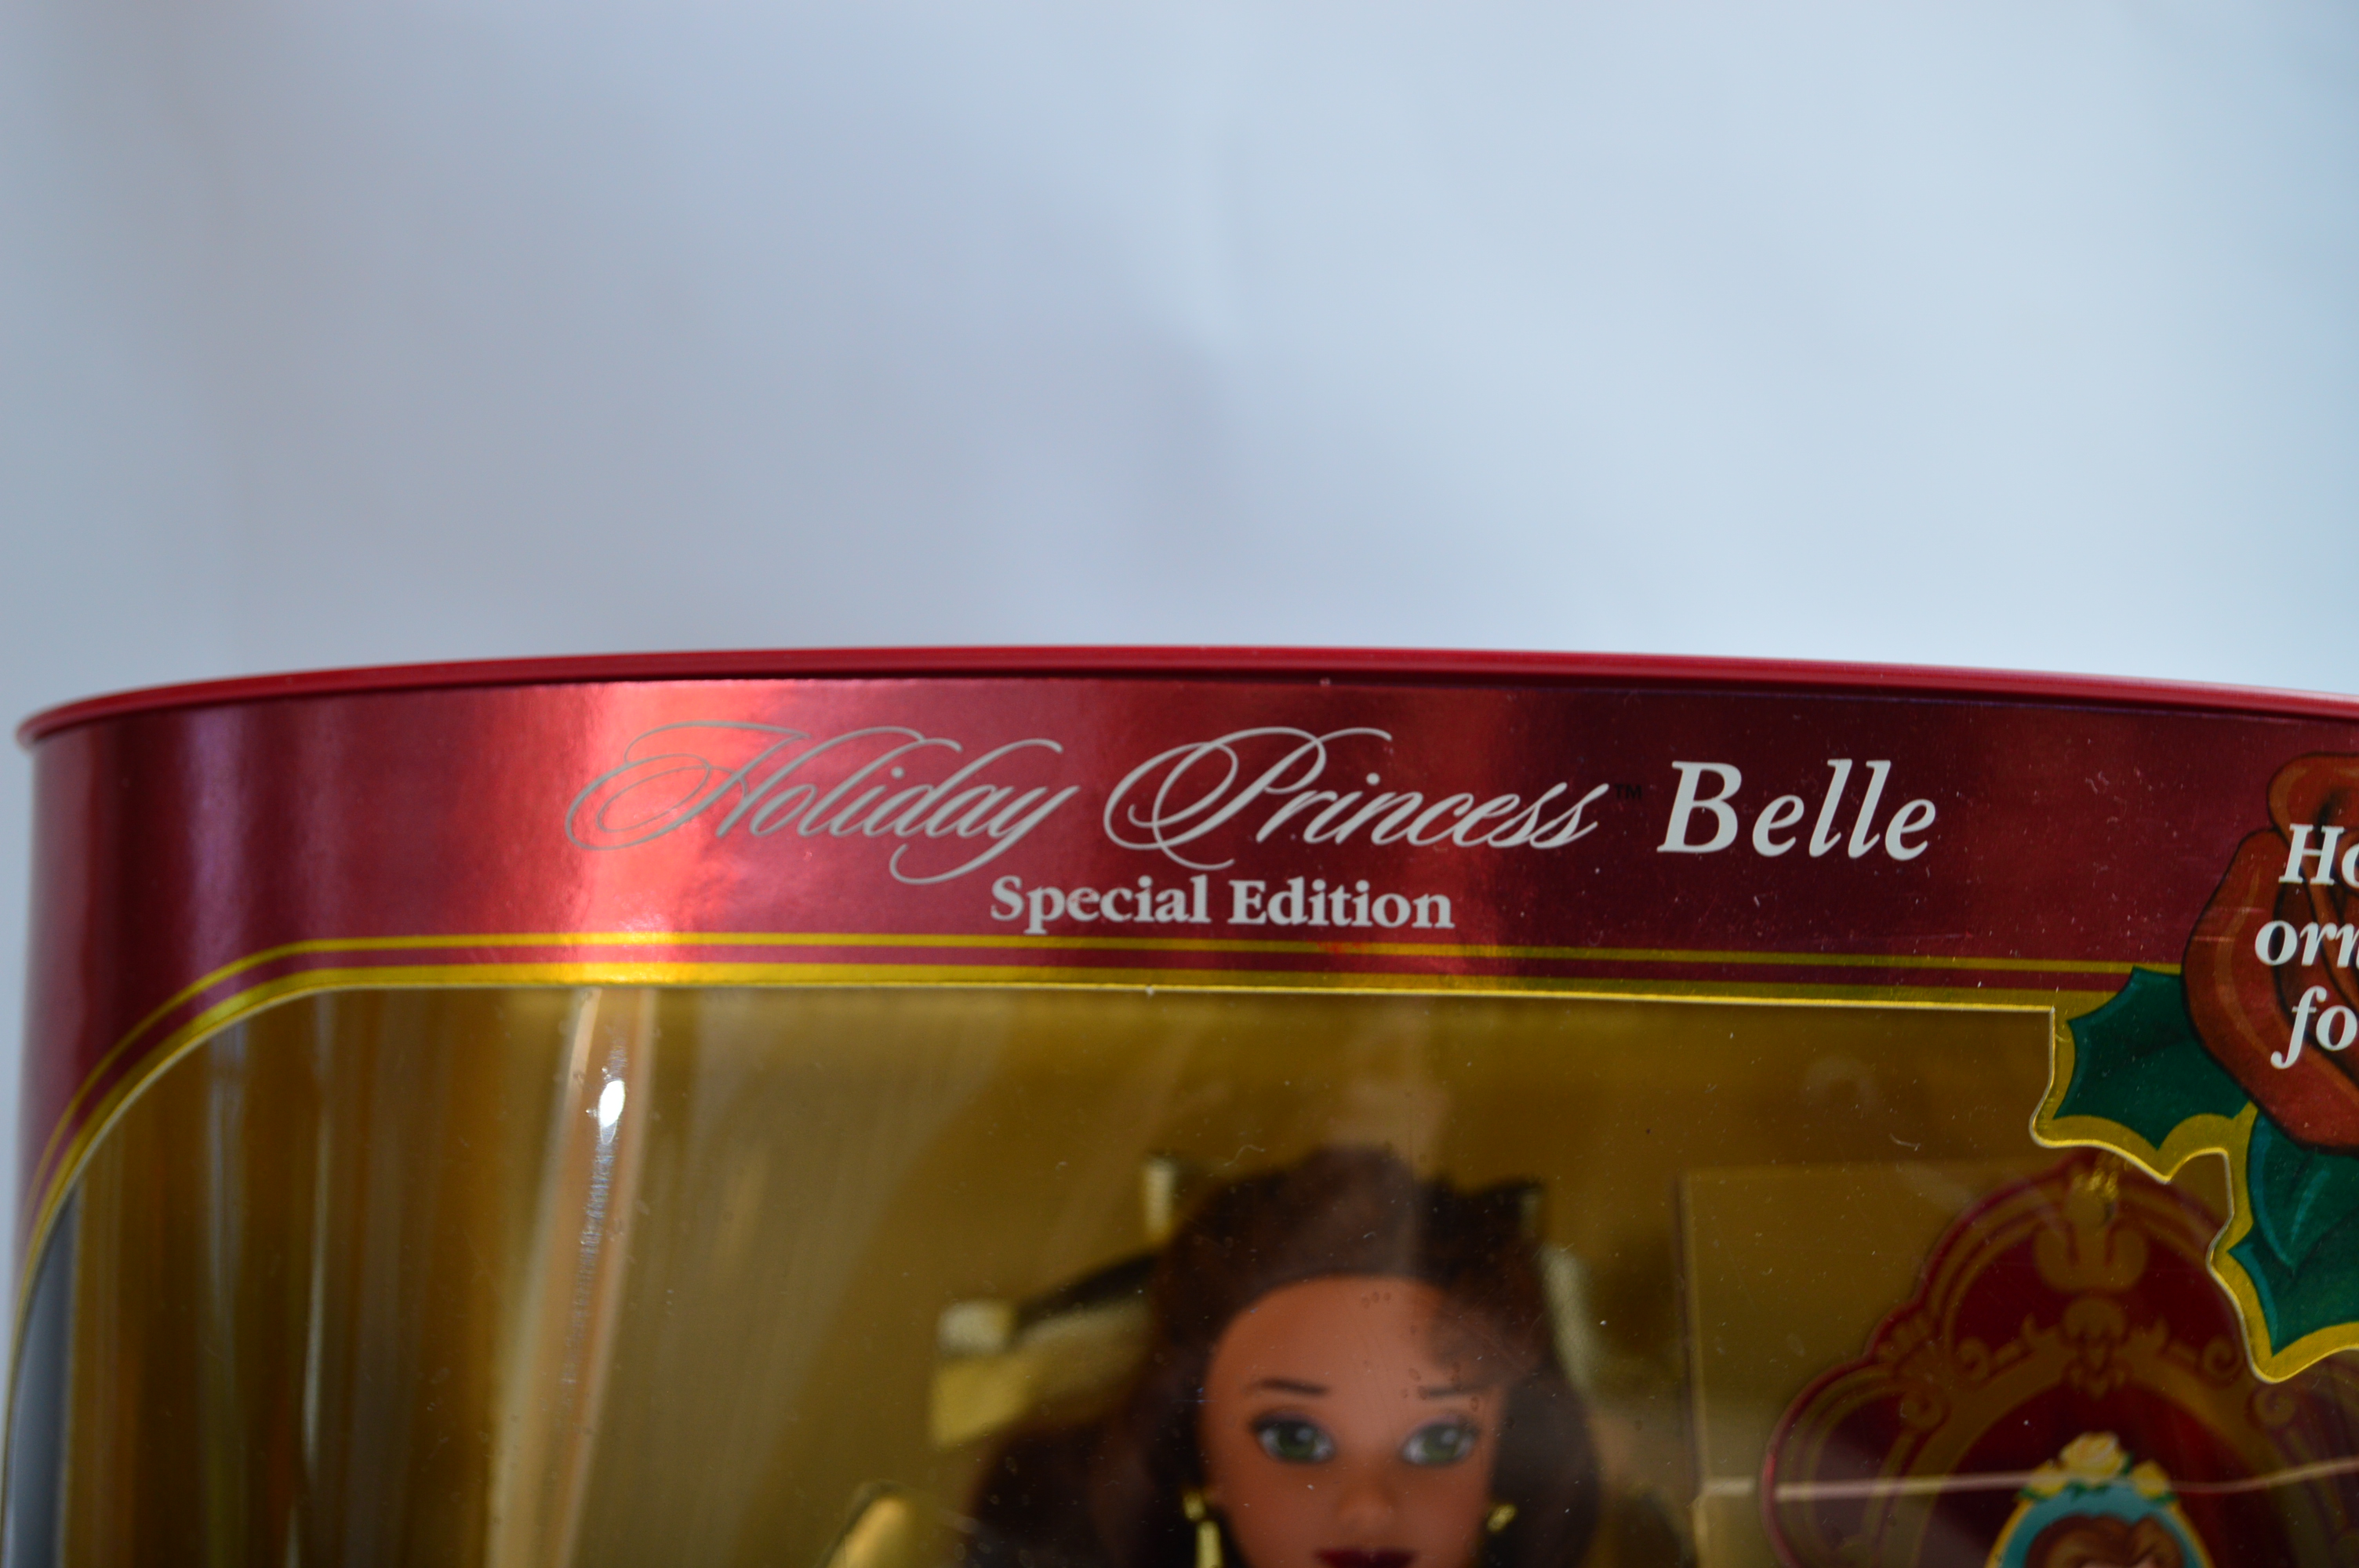 Holiday Princess™ Belle
Special Edition